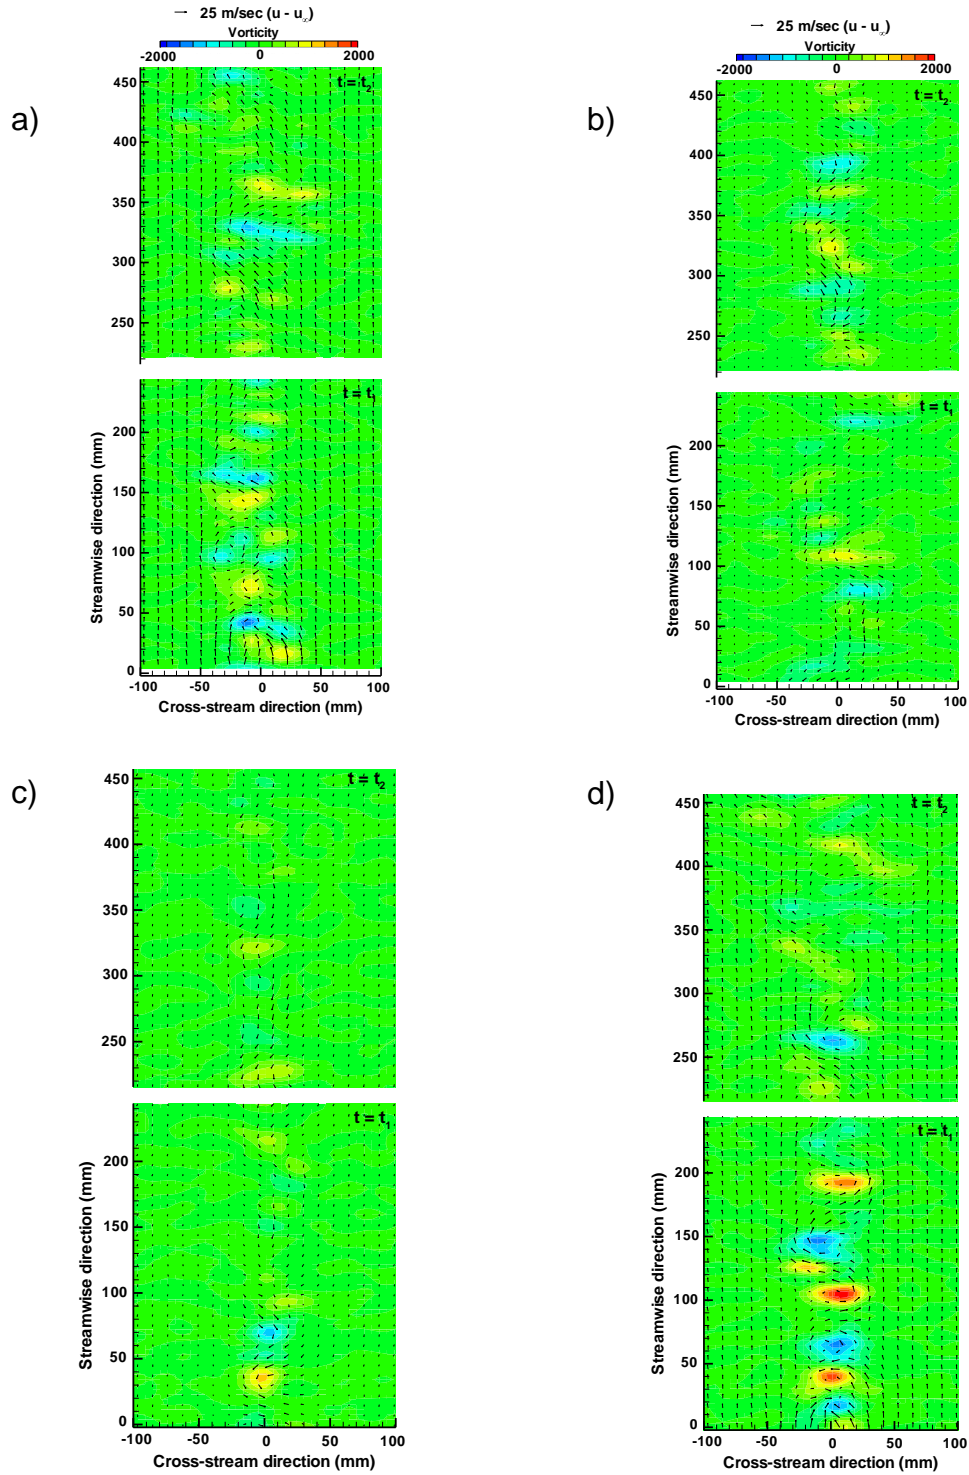 → 25 m/sec (u - u∞)
Vorticity
-2000 0 2000
a)
t = t₂
450
400
350
300
250
t = t₁
200
150
100
50
0
-100 -50 0 50 100
Streamwise direction (mm)
Cross-stream direction (mm)
→ 25 m/sec (u - u∞)
Vorticity
-2000 0 2000
b)
t = t₂
450
400
350
300
250
t = t₁
200
150
100
50
0
-100 -50 0 50 100
Streamwise direction (mm)
Cross-stream direction (mm)
c)
t = t₂
450
400
350
300
250
t = t₁
200
150
100
50
0
-100 -50 0 50 100
Streamwise direction (mm)
Cross-stream direction (mm)
d)
t = t₂
450
400
350
300
250
t = t₁
200
150
100
50
0
-100 -50 0 50 100
Streamwise direction (mm)
Cross-stream direction (mm)